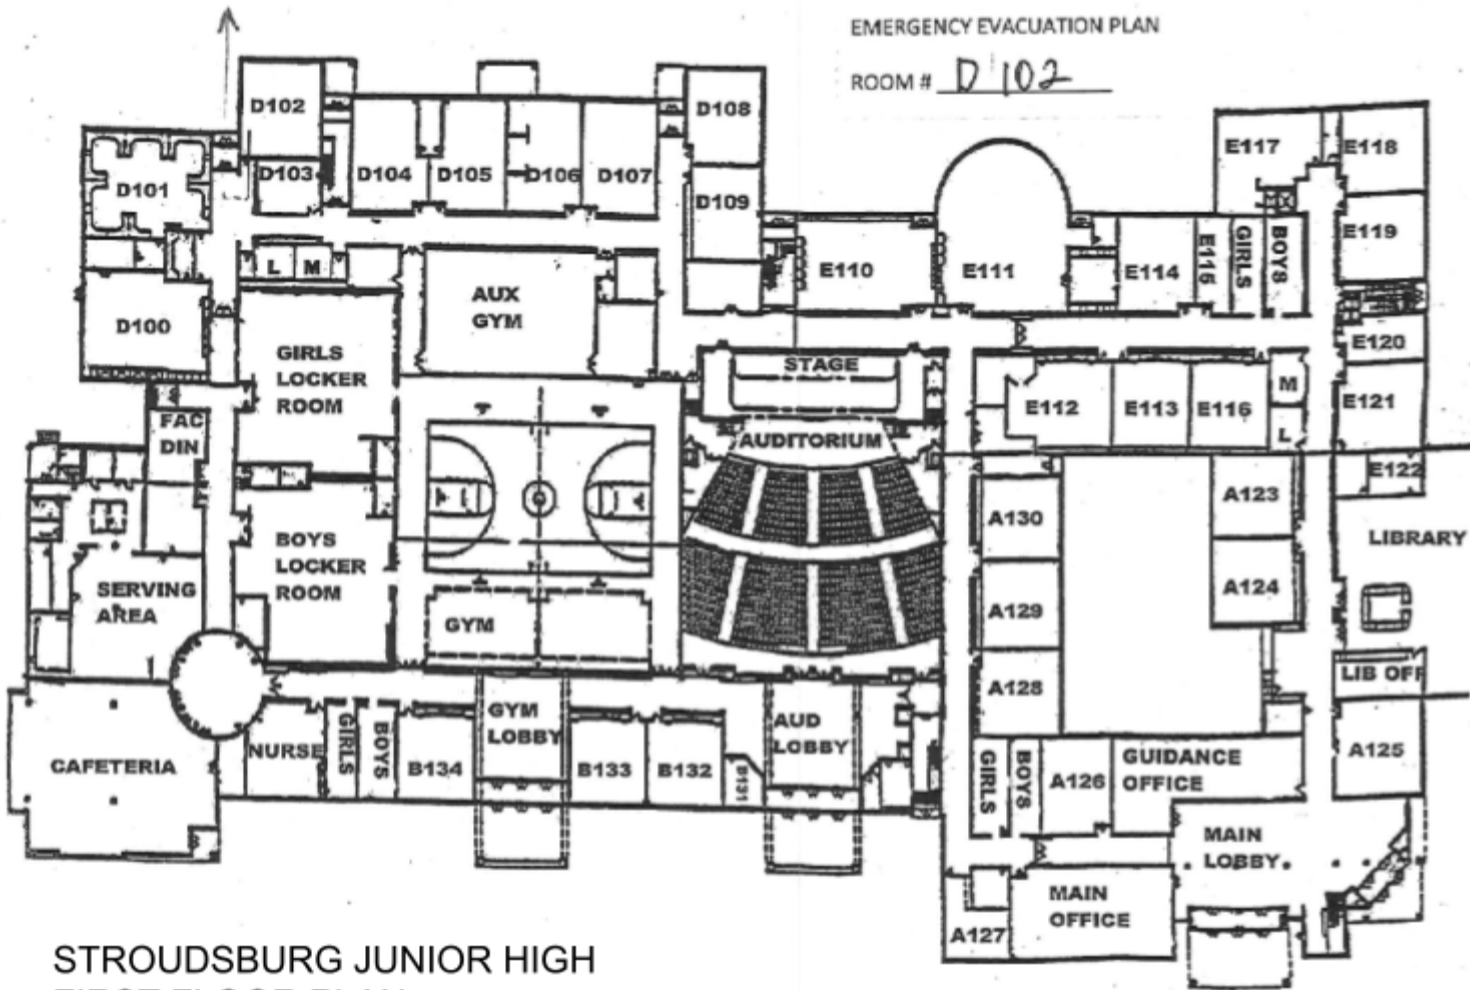 EMERGENCY EVACUATION PLAN
ROOM # D 102
D102
D108
D101
D103
D104
D105
D106
D107
D109
E117
E118
E119
L M
E110
E111
E114
E115
GIRLS
BOYS
D100
AUX
GYM
GIRLS
LOCKER
ROOM
STAGE
E120
FAC
DIN
AUDITORIUM
E112
E113
E116
M
L
E121
E122
A123
A130
LIBRARY
BOYS
LOCKER
ROOM
SERVING
AREA
GYM
A129
A124
A128
LIB OFF
GYM
LOBBY
AUD
LOBBY
CAFETERIA
NURSE
GIRLS
BOYS
B134
B133
B132
B131
GIRLS
BOYS
A126
GUIDANCE
OFFICE
A125
MAIN
LOBBY
MAIN
OFFICE
A127
STROUDSBURG JUNIOR HIGH
FIRST FLOOR PLAN